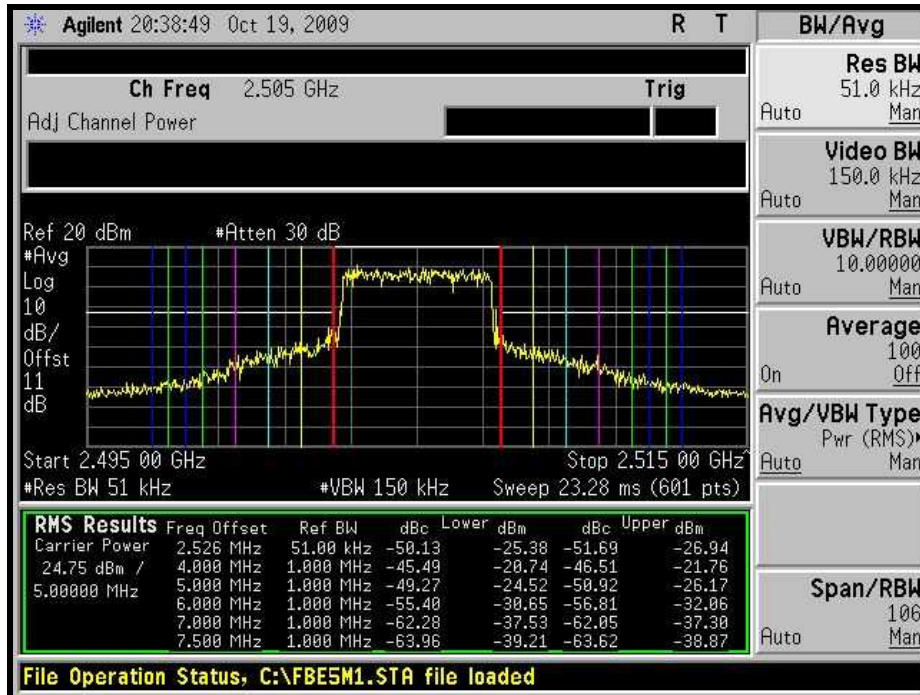 Agilent 20:38:49 Oct 19, 2009 R T
Ch Freq 2.505 GHz Trig
Adj Channel Power
Ref 20 dBm #Atten 30 dB
#Avg
Log
10
dB/
Offst
11
dB
Start 2.495 00 GHz Stop 2.515 00 GHz^
#Res BW 51 kHz #VBW 150 kHz Sweep 23.28 ms (601 pts)
RMS Results Freq Offset Ref BW dBc Lower dBm dBc Upper dBm
Carrier Power 2.526 MHz 51.00 kHz -50.13 -25.38 -51.69 -26.94
24.75 dBm / 4.000 MHz 1.000 MHz -45.49 -20.74 -46.51 -21.76
5.00000 MHz 5.000 MHz 1.000 MHz -49.27 -24.52 -50.92 -26.17
6.000 MHz 1.000 MHz -55.40 -30.65 -56.81 -32.06
7.000 MHz 1.000 MHz -62.28 -37.53 -62.05 -37.30
7.500 MHz 1.000 MHz -63.96 -39.21 -63.62 -38.87
File Operation Status, C:\FBE5M1.STA file loaded
BW/Avg
Res BW
51.0 kHz
Auto Man
Video BW
150.0 kHz
Auto Man
VBW/RBW
10.00000
Auto Man
Average
100
On Off
Avg/VBW Type
Pwr (RMS)▸
Auto Man
Span/RBW
106
Auto Man